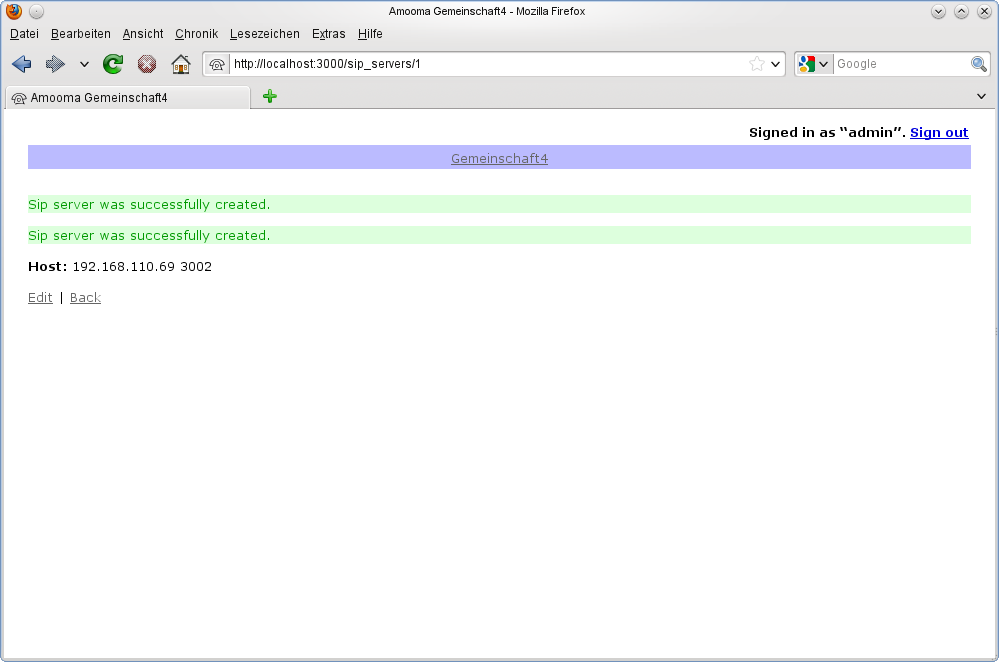 Amooma Gemeinschaft4 - Mozilla Firefox
Datei Bearbeiten Ansicht Chronik Lesezeichen Extras Hilfe
http://localhost:3000/sip_servers/1 Google
Amooma Gemeinschaft4
Signed in as “admin”. Sign out
Gemeinschaft4
Sip server was successfully created.
Sip server was successfully created.
Host: 192.168.110.69 3002
Edit | Back